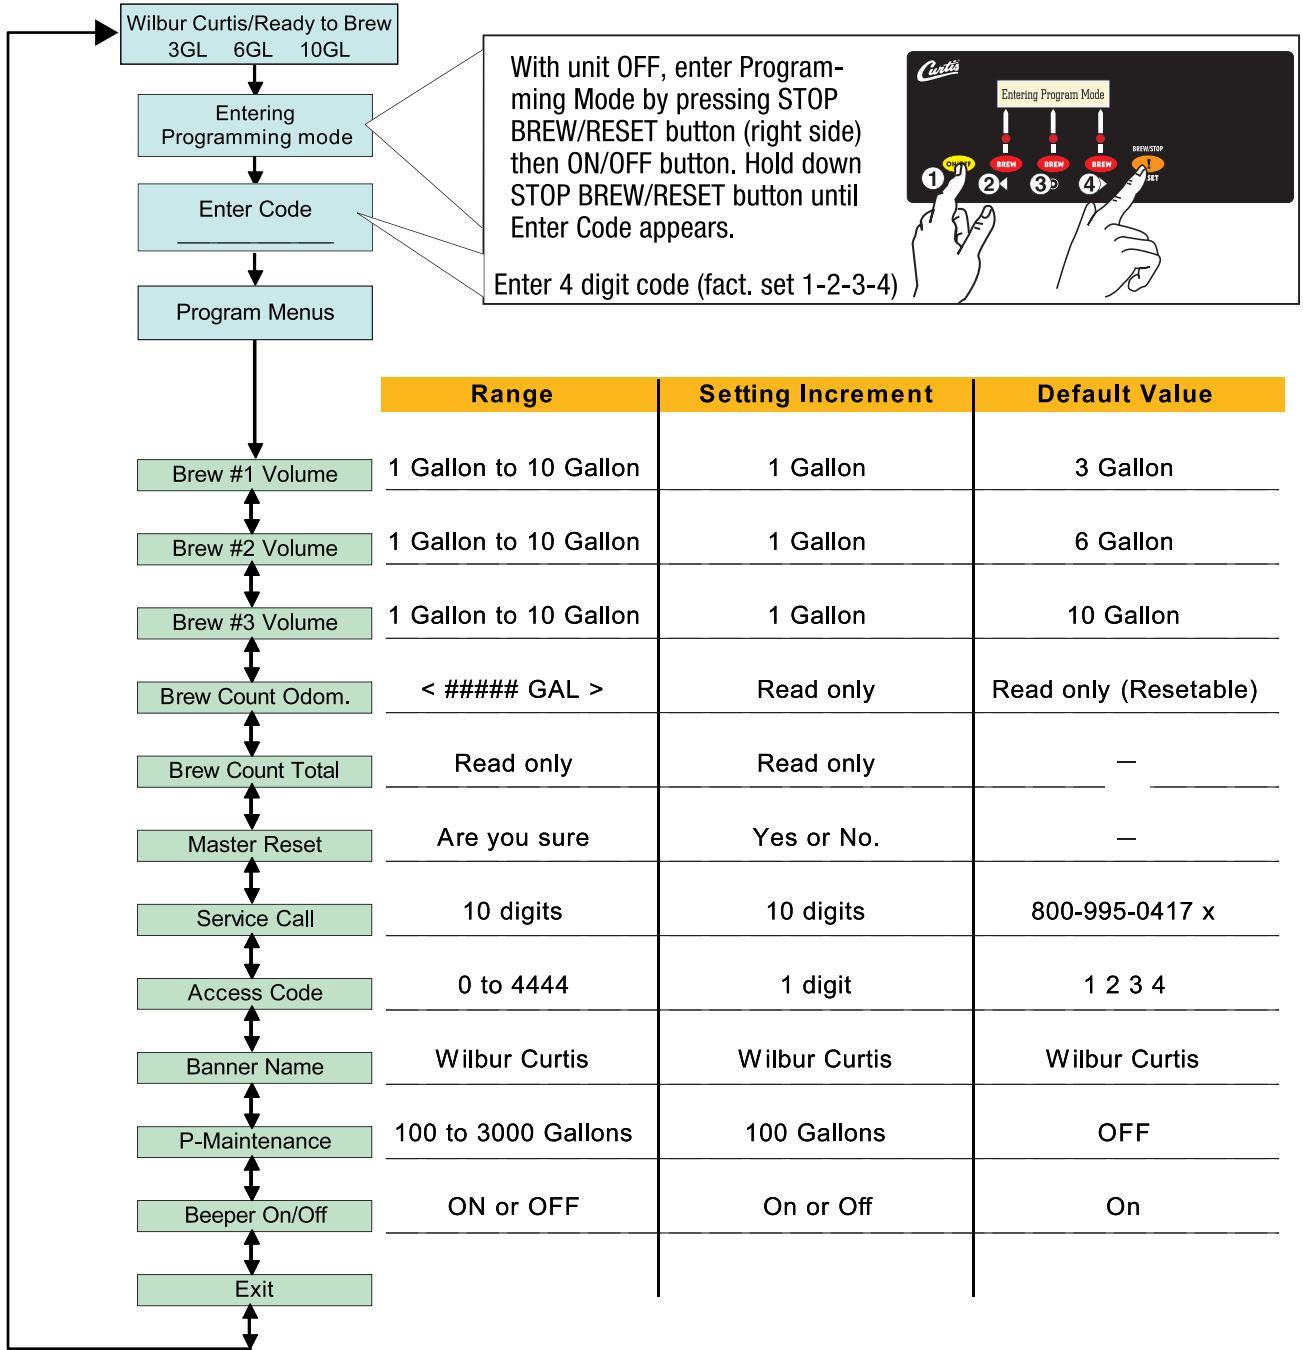 Wilbur Curtis/Ready to Brew
3GL 6GL 10GL
Entering
Programming mode
Enter Code
Program Menus
With unit OFF, enter Program-
ming Mode by pressing STOP
BREW/RESET button (right side)
then ON/OFF button. Hold down
STOP BREW/RESET button until
Enter Code appears.
Enter 4 digit code (fact. set 1-2-3-4)
Curtis
Entering Program Mode
BREW/STOP
BREW BREW BREW !
1 2 3 4
Range Setting Increment Default Value
Brew #1 Volume 1 Gallon to 10 Gallon 1 Gallon 3 Gallon
Brew #2 Volume 1 Gallon to 10 Gallon 1 Gallon 6 Gallon
Brew #3 Volume 1 Gallon to 10 Gallon 1 Gallon 10 Gallon
Brew Count Odom. < ##### GAL > Read only Read only (Resetable)
Brew Count Total Read only Read only —
Master Reset Are you sure Yes or No. —
Service Call 10 digits 10 digits 800-995-0417 x
Access Code 0 to 4444 1 digit 1 2 3 4
Banner Name Wilbur Curtis Wilbur Curtis Wilbur Curtis
P-Maintenance 100 to 3000 Gallons 100 Gallons OFF
Beeper On/Off ON or OFF On or Off On
Exit